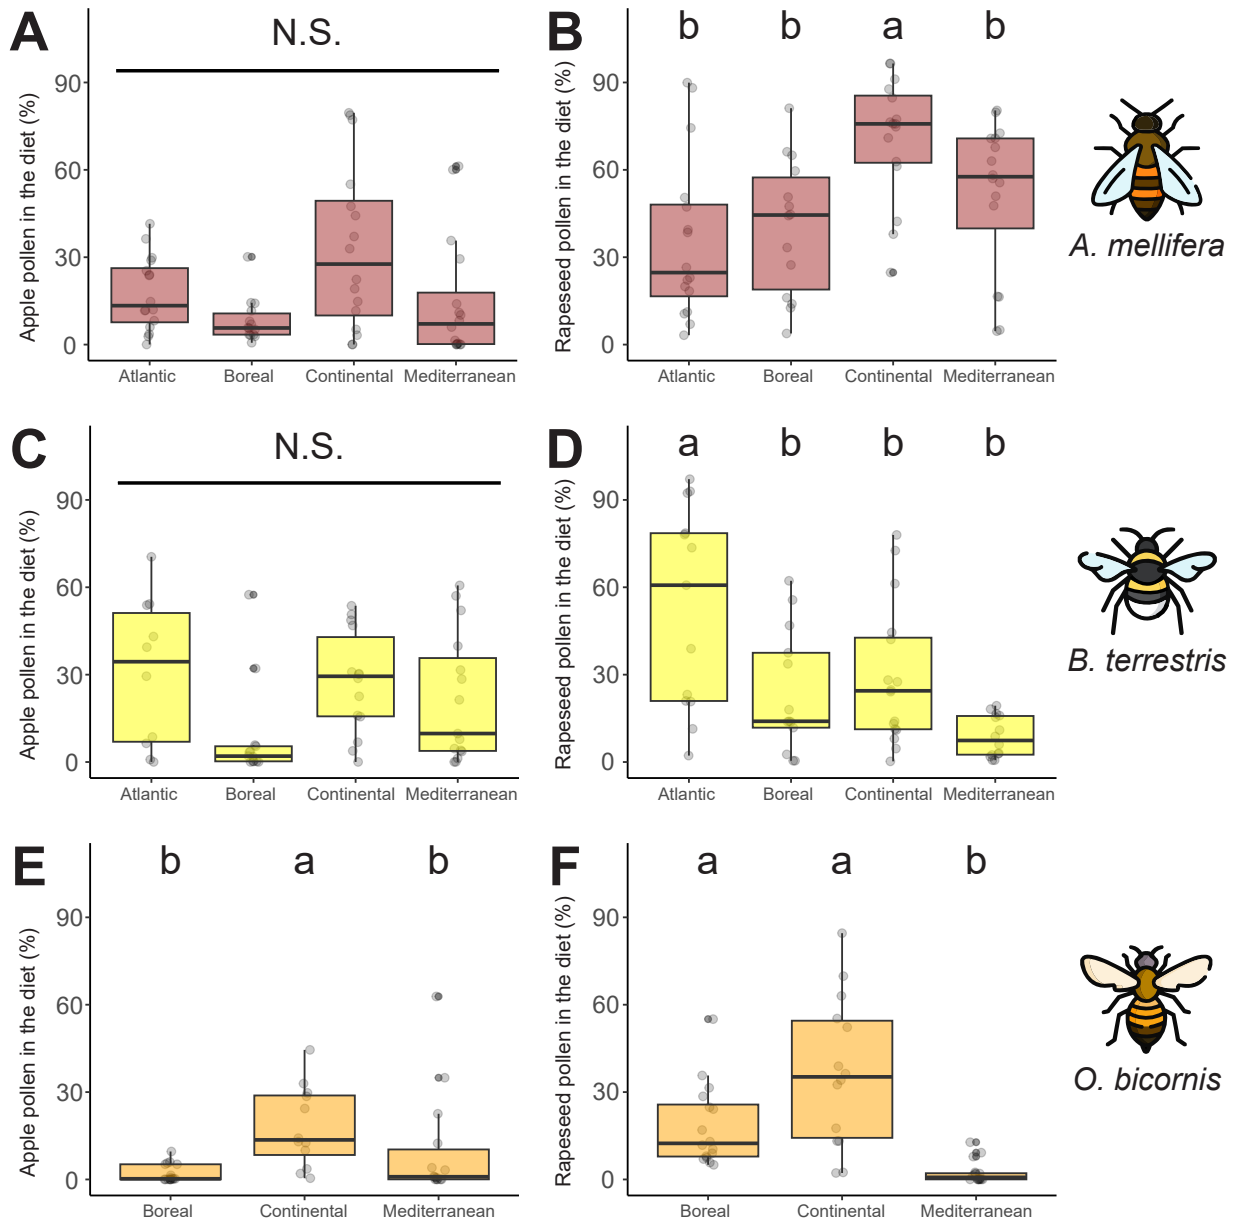 A
N.S.
Apple pollen in the diet (%)
90
60
30
0
Atlantic
Boreal
Continental
Mediterranean
B
b
b
a
b
Rapeseed pollen in the diet (%)
90
60
30
0
Atlantic
Boreal
Continental
Mediterranean
A. mellifera
C
N.S.
Apple pollen in the diet (%)
90
60
30
0
Atlantic
Boreal
Continental
Mediterranean
D
a
b
b
b
Rapeseed pollen in the diet (%)
90
60
30
0
Atlantic
Boreal
Continental
Mediterranean
B. terrestris
E
b
a
b
Apple pollen in the diet (%)
90
60
30
0
Boreal
Continental
Mediterranean
F
a
a
b
Rapeseed pollen in the diet (%)
90
60
30
0
Boreal
Continental
Mediterranean
O. bicornis